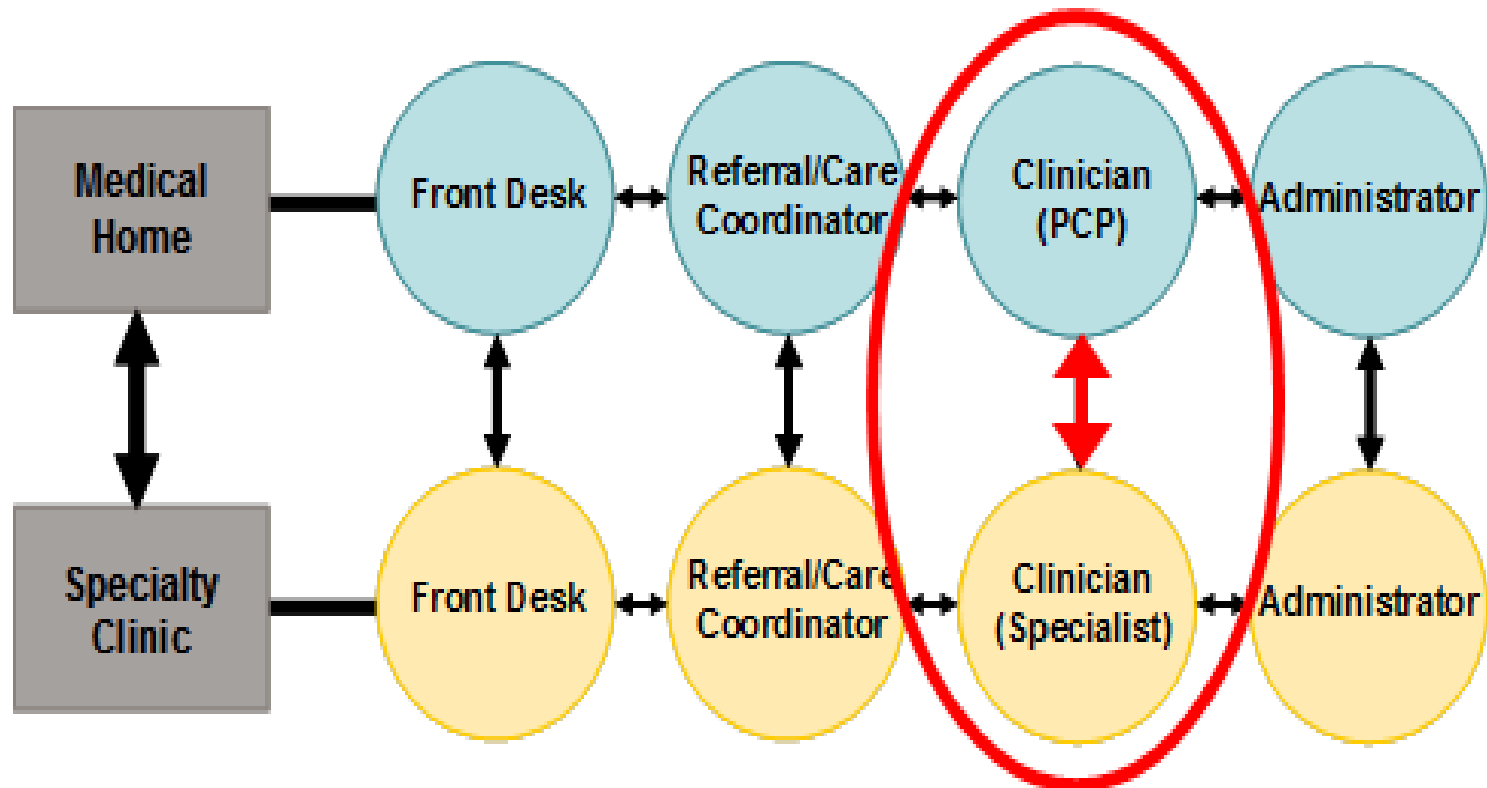 Medical
Home
Front Desk
Referral/Care
Coordinator
Clinician
(PCP)
Administrator
Specialty
Clinic
Front Desk
Referral/Care
Coordinator
Clinician
(Specialist)
Administrator